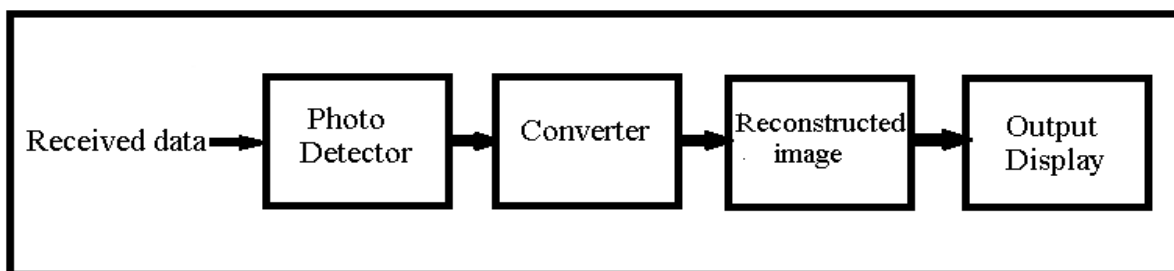 Received data
Photo
Detector
Converter
Reconstructed
image
Output
Display